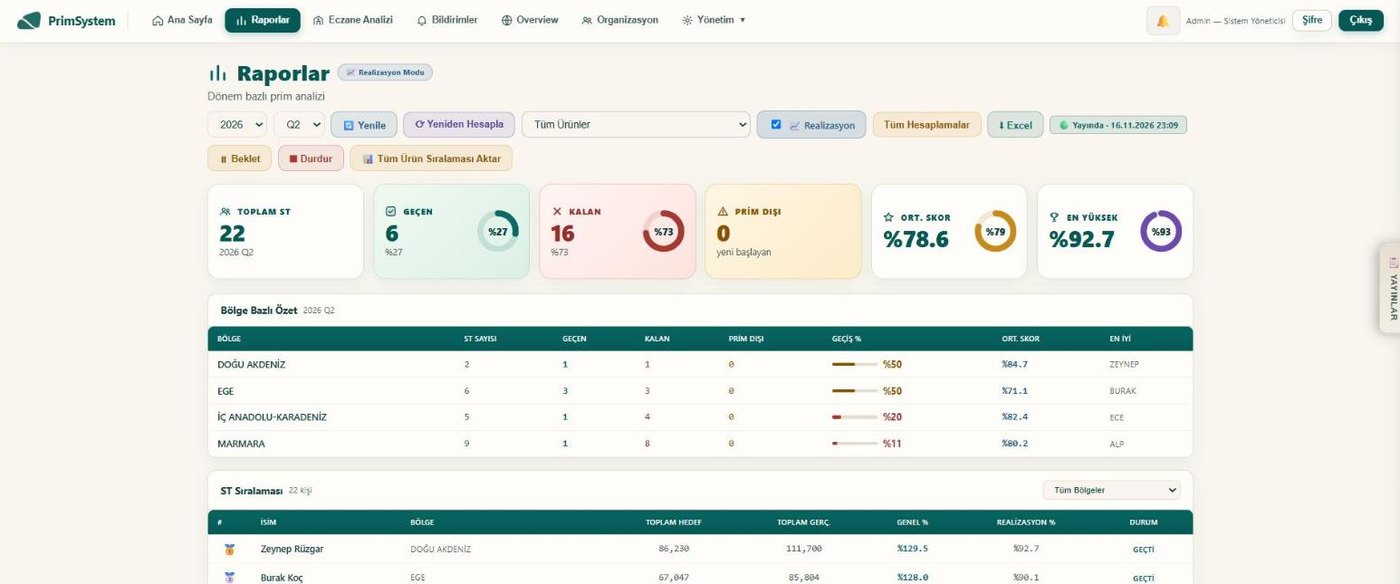 PrimSystem Ana Sayfa Raporlar Eczane Analizi Bildirimler Overview Organizasyon Yönetim ▼ Admin — Sistem Yöneticisi Şifre Çıkış
Raporlar Realizasyon Modu
Dönem bazlı prim analizi
2026 Q2 Yenile Yeniden Hesapla Tüm Ürünler Realizasyon Tüm Hesaplamalar Excel Yayında · 16.11.2026 23:09
Beklet Durdur Tüm Ürün Sıralaması Aktar
TOPLAM ST
22
2026 Q2
GEÇEN
6
%27
%27
KALAN
16
%73
%73
PRİM DIŞI
0
yeni başlayan
ORT. SKOR
%78.6
%79
EN YÜKSEK
%92.7
%93
YAYINLAR
Bölge Bazlı Özet 2026 Q2
BÖLGE ST SAYISI GEÇEN KALAN PRİM DIŞI GEÇİŞ % ORT. SKOR EN İYİ
DOĞU AKDENİZ 2 1 1 0 %50 %84.7 ZEYNEP
EGE 6 3 3 0 %50 %71.1 BURAK
İÇ ANADOLU-KARADENİZ 5 1 4 0 %20 %82.4 ECE
MARMARA 9 1 8 0 %11 %80.2 ALP
ST Sıralaması 22 kişi Tüm Bölgeler
# İSİM BÖLGE TOPLAM HEDEF TOPLAM GERÇ. GENEL % REALİZASYON % DURUM
1 Zeynep Rüzgar DOĞU AKDENİZ 86,230 111,700 %129.5 %92.7 GEÇTİ
2 Burak Koç EGE 67,047 85,804 %128.0 %90.1 GEÇTİ